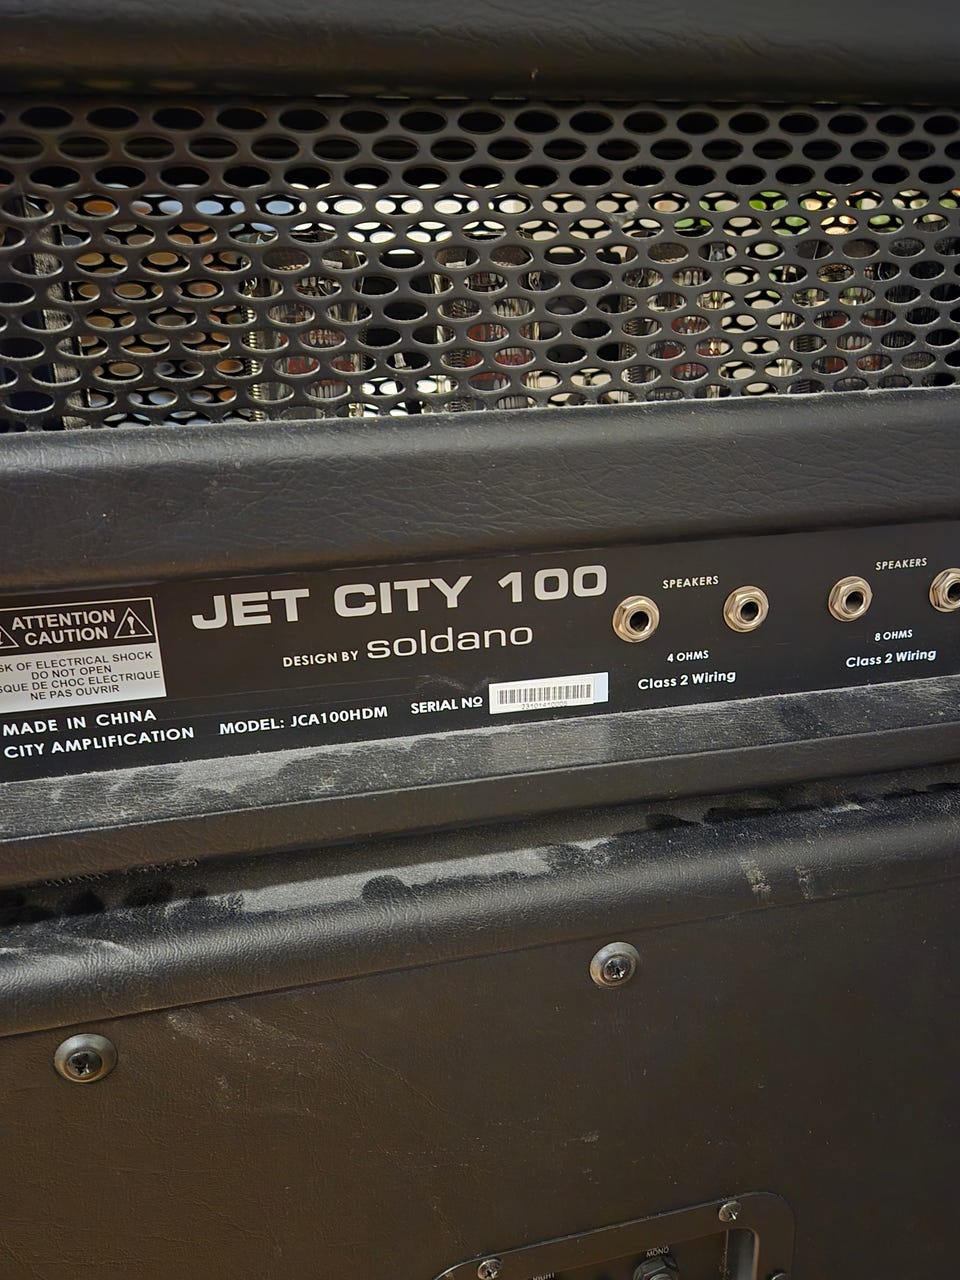 ATTENTION
CAUTION
SK OF ELECTRICAL SHOCK
DO NOT OPEN
SQUE DE CHOC ELECTRIQUE
NE PAS OUVRIR
MADE IN CHINA
CITY AMPLIFICATION
JET CITY 100
DESIGN BY soldano
MODEL: JCA100HDM
SERIAL Nº
SPEAKERS
4 OHMS
Class 2 Wiring
SPEAKERS
8 OHMS
Class 2 Wiring
RIGHT
MONO